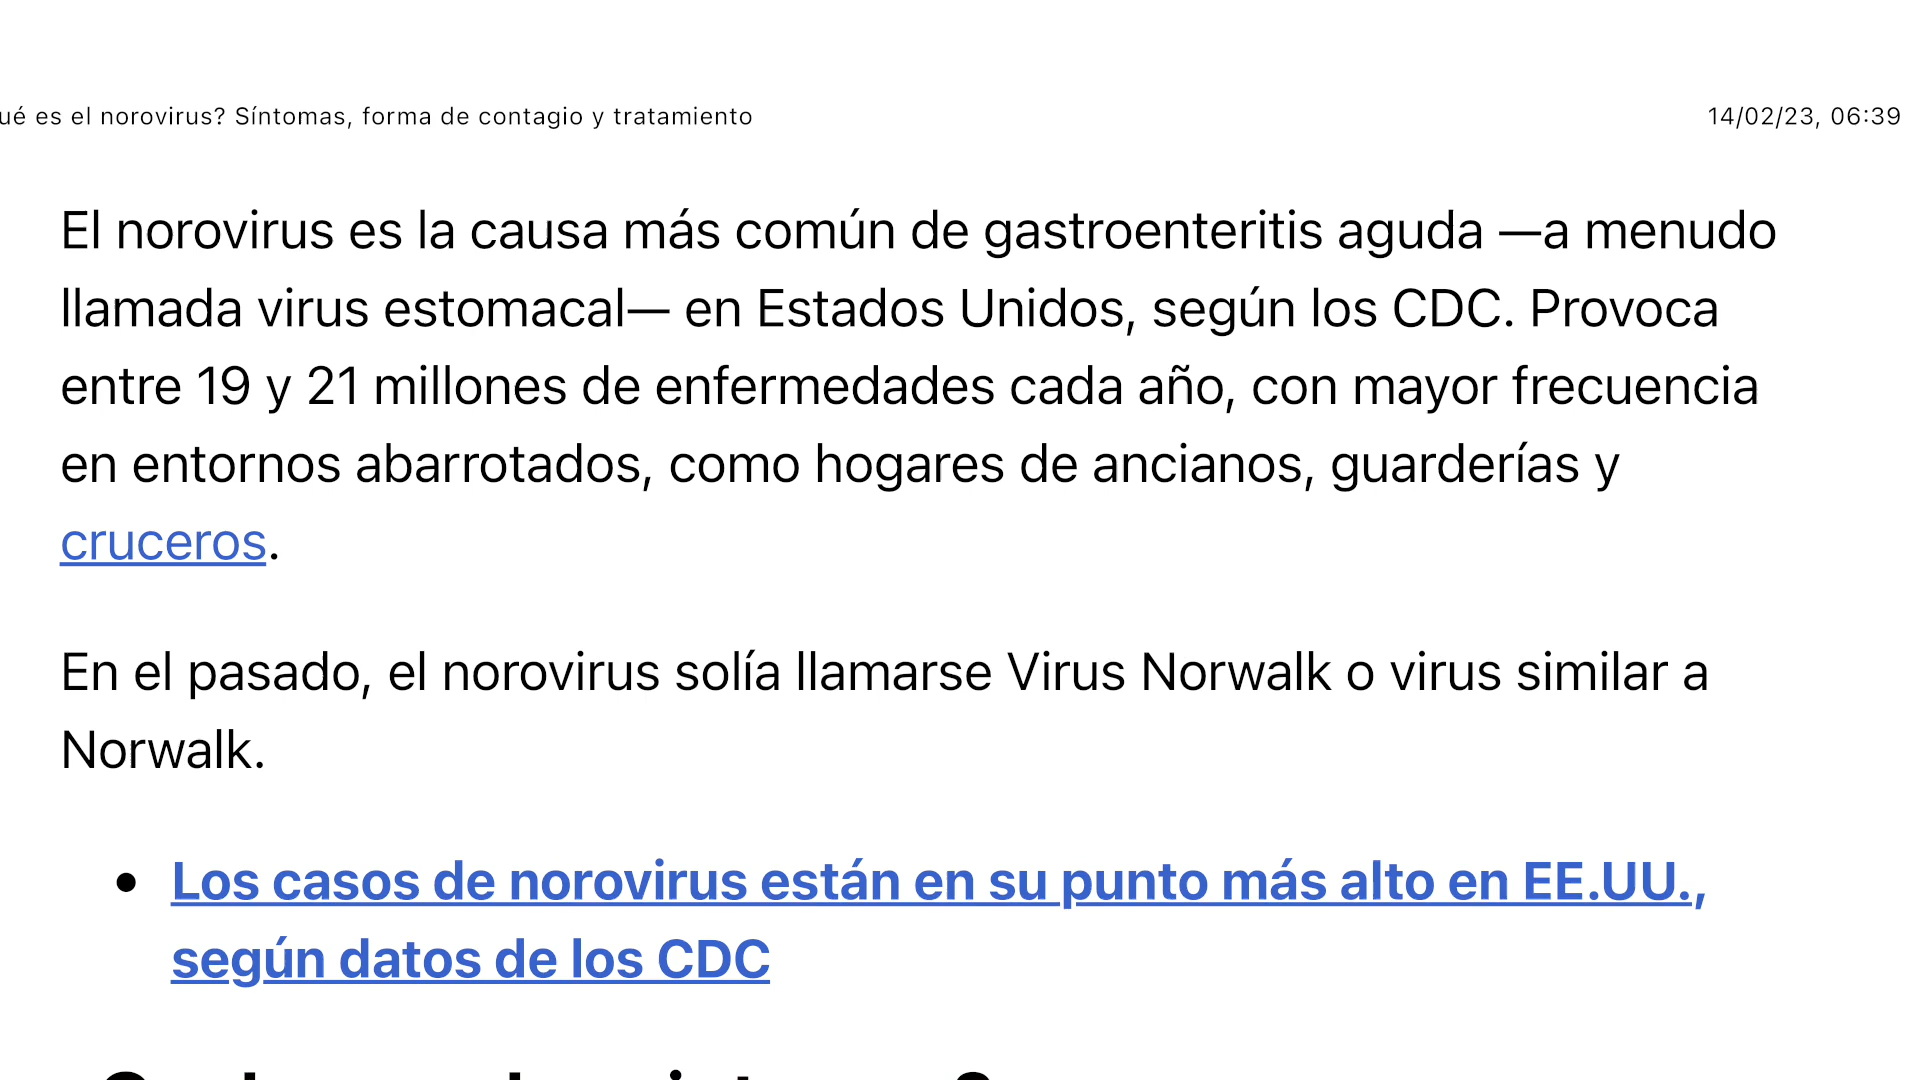 ué es el norovirus? Síntomas, forma de contagio y tratamiento
14/02/23, 06:39
El norovirus es la causa más común de gastroenteritis aguda —a menudo
llamada virus estomacal— en Estados Unidos, según los CDC. Provoca
entre 19 y 21 millones de enfermedades cada año, con mayor frecuencia
en entornos abarrotados, como hogares de ancianos, guarderías y
cruceros.
En el pasado, el norovirus solía llamarse Virus Norwalk o virus similar a
Norwalk.
• Los casos de norovirus están en su punto más alto en EE.UU.,
según datos de los CDC